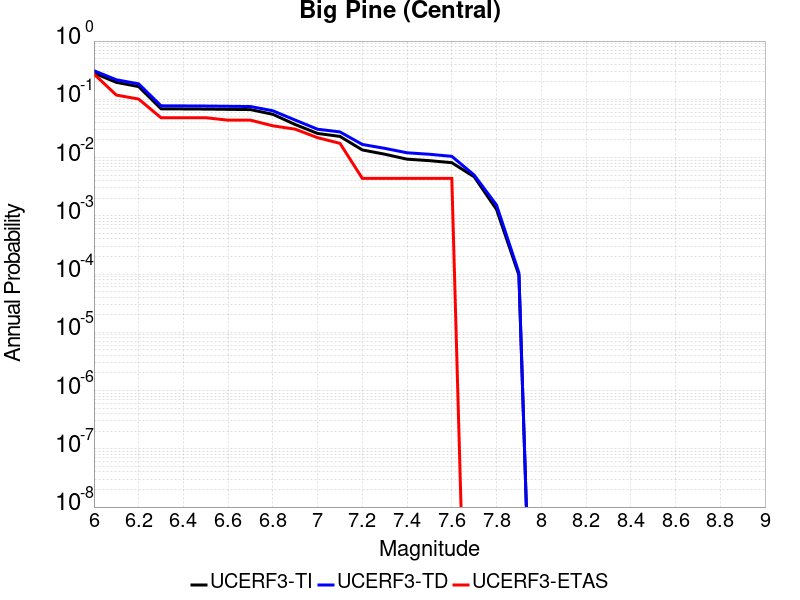 Big Pine (Central)
10^0
10^-1
10^-2
10^-3
10^-4
10^-5
10^-6
10^-7
10^-8
Annual Probability
6 6.2 6.4 6.6 6.8 7 7.2 7.4 7.6 7.8 8 8.2 8.4 8.6 8.8 9
Magnitude
UCERF3-TI UCERF3-TD UCERF3-ETAS